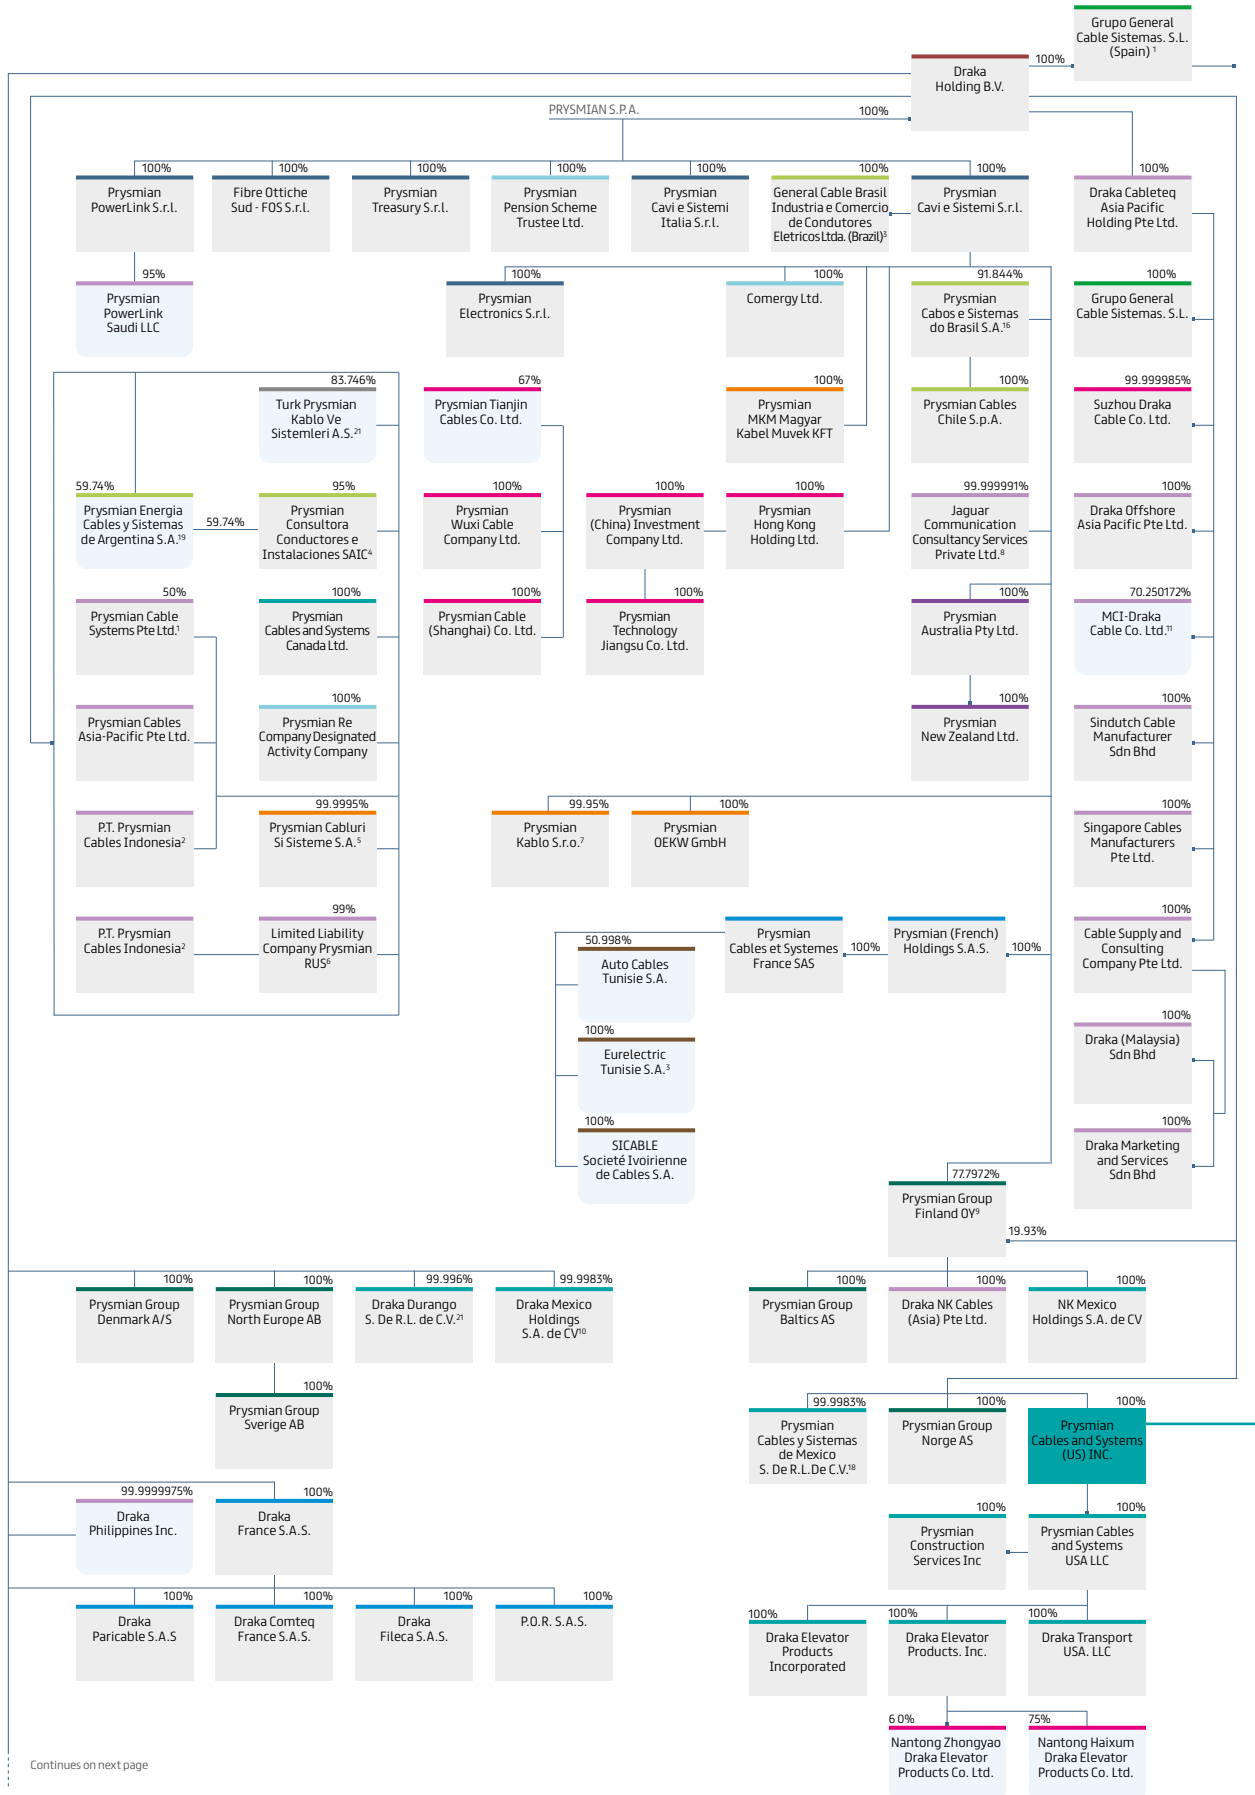 Grupo General
Cable Sistemas. S.L.
(Spain) 1
100%
Draka
Holding B.V.
PRYSMIAN S.P.A.
100%
100%
Prysmian
PowerLink S.r.l.
100%
Fibre Ottiche
Sud - FOS S.r.l.
100%
Prysmian
Treasury S.r.l.
100%
Prysmian
Pension Scheme
Trustee Ltd.
100%
Prysmian
Cavi e Sistemi
Italia S.r.l.
100%
General Cable Brasil
Industria e Comercio
de Condutores
Eletricos Ltda. (Brazil)3
100%
Prysmian
Cavi e Sistemi S.r.l.
100%
Draka Cableteq
Asia Pacific
Holding Pte Ltd.
95%
Prysmian
PowerLink
Saudi LLC
100%
Prysmian
Electronics S.r.l.
100%
Comergy Ltd.
91.844%
Prysmian
Cabos e Sistemas
do Brasil S.A.16
100%
Grupo General
Cable Sistemas. S.L.
83.746%
Turk Prysmian
Kablo Ve
Sistemleri A.S.21
67%
Prysmian Tianjin
Cables Co. Ltd.
100%
Prysmian
MKM Magyar
Kabel Muvek KFT
100%
Prysmian Cables
Chile S.p.A.
99.999985%
Suzhou Draka
Cable Co. Ltd.
59.74%
Prysmian Energia
Cables y Sistemas
de Argentina S.A.19
59.74%
95%
Prysmian
Consultora
Conductores e
Instalaciones SAIC4
100%
Prysmian
Wuxi Cable
Company Ltd.
100%
Prysmian
(China) Investment
Company Ltd.
100%
Prysmian
Hong Kong
Holding Ltd.
99.999991%
Jaguar
Communication
Consultancy Services
Private Ltd.8
100%
Draka Offshore
Asia Pacific Pte Ltd.
50%
Prysmian Cable
Systems Pte Ltd.1
100%
Prysmian
Cables and Systems
Canada Ltd.
100%
Prysmian Cable
(Shanghai) Co. Ltd.
100%
Prysmian
Technology
Jiangsu Co. Ltd.
100%
Prysmian
Australia Pty Ltd.
70.250172%
MCI-Draka
Cable Co. Ltd.11
Prysmian Cables
Asia-Pacific Pte Ltd.
100%
Prysmian Re
Company Designated
Activity Company
100%
Prysmian
New Zealand Ltd.
100%
Sindutch Cable
Manufacturer
Sdn Bhd
P.T. Prysmian
Cables Indonesia2
99.9995%
Prysmian Cabluri
Si Sisteme S.A.5
99.95%
Prysmian
Kablo S.r.o.7
100%
Prysmian
OEKW GmbH
100%
Singapore Cables
Manufacturers
Pte Ltd.
P.T. Prysmian
Cables Indonesia2
99%
Limited Liability
Company Prysmian
RUS6
Prysmian
Cables et Systemes
France SAS
100%
Prysmian (French)
Holdings S.A.S.
100%
100%
Cable Supply and
Consulting
Company Pte Ltd.
50.998%
Auto Cables
Tunisie S.A.
100%
Eurelectric
Tunisie S.A.3
100%
Draka (Malaysia)
Sdn Bhd
100%
SICABLE
Societé Ivoirienne
de Cables S.A.
100%
Draka Marketing
and Services
Sdn Bhd
77.7972%
Prysmian Group
Finland OY9
19.93%
100%
Prysmian Group
Denmark A/S
100%
Prysmian Group
North Europe AB
99.996%
Draka Durango
S. De R.L. de C.V.21
99.9983%
Draka Mexico
Holdings
S.A. de CV10
100%
Prysmian Group
Baltics AS
100%
Draka NK Cables
(Asia) Pte Ltd.
100%
NK Mexico
Holdings S.A. de CV
100%
Prysmian Group
Sverige AB
99.9983%
Prysmian
Cables y Sistemas
de Mexico
S. De R.L.De C.V.18
100%
Prysmian Group
Norge AS
100%
Prysmian
Cables and Systems
(US) INC.
99.9999975%
Draka
Philippines Inc.
100%
Draka
France S.A.S.
100%
Prysmian
Construction
Services Inc
100%
Prysmian Cables
and Systems
USA LLC
100%
Draka
Paricable S.A.S
100%
Draka Comteq
France S.A.S.
100%
Draka
Fileca S.A.S.
100%
P.O.R. S.A.S.
100%
Draka Elevator
Products
Incorporated
100%
Draka Elevator
Products. Inc.
100%
Draka Transport
USA. LLC
60%
Nantong Zhongyao
Draka Elevator
Products Co. Ltd.
75%
Nantong Haixum
Draka Elevator
Products Co. Ltd.
Continues on next page